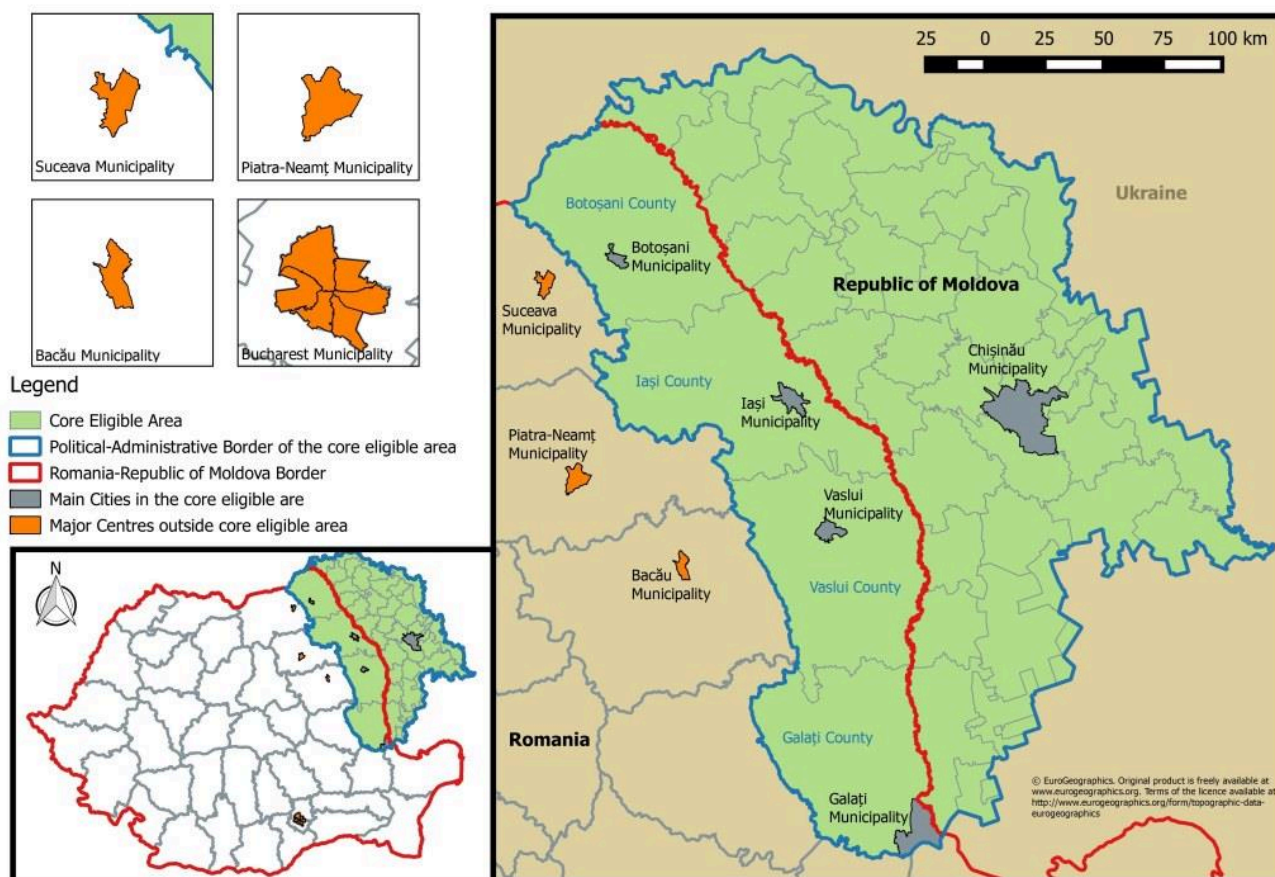 Suceava Municipality
Piatra-Neamț Municipality
Bacău Municipality
Bucharest Municipality
Legend
Core Eligible Area
Political-Administrative Border of the core eligible area
Romania-Republic of Moldova Border
Main Cities in the core eligible are
Major Centres outside core eligible area
N
25 0 25 50 75 100 km
Ukraine
Botoșani County
Botoșani
Municipality
Republic of Moldova
Suceava
Municipality
Chișinău
Municipality
Iași County
Iași
Municipality
Piatra-Neamț
Municipality
Vaslui
Municipality
Bacău
Municipality
Vaslui County
Romania
Galați County
Galați
Municipality
© EuroGeographics. Original product is freely available at
www.eurogeographics.org. Terms of the licence available at
http://www.eurogeographics.org/form/topographic-data-
eurogeographics